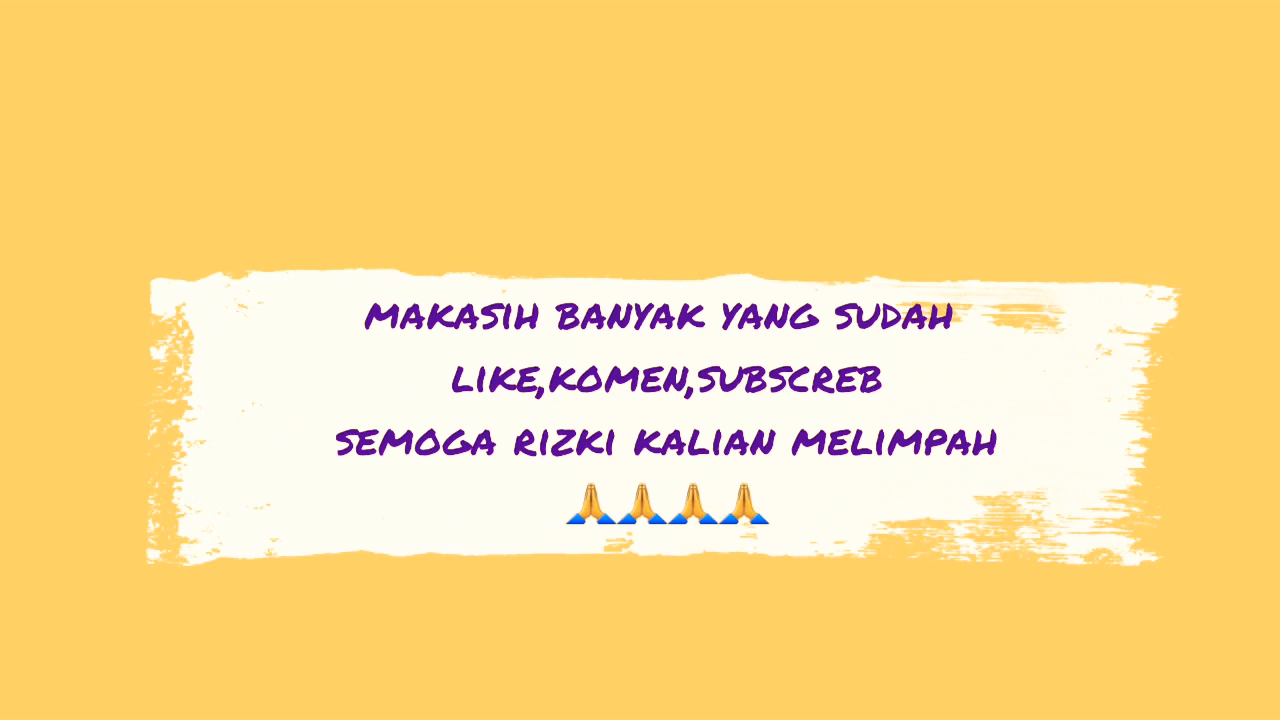 MAKASIH BANYAK YANG SUDAH
LIKE,KOMEN,SUBSCREB
SEMOGA RIZKI KALIAN MELIMPAH
🙏🙏🙏🙏